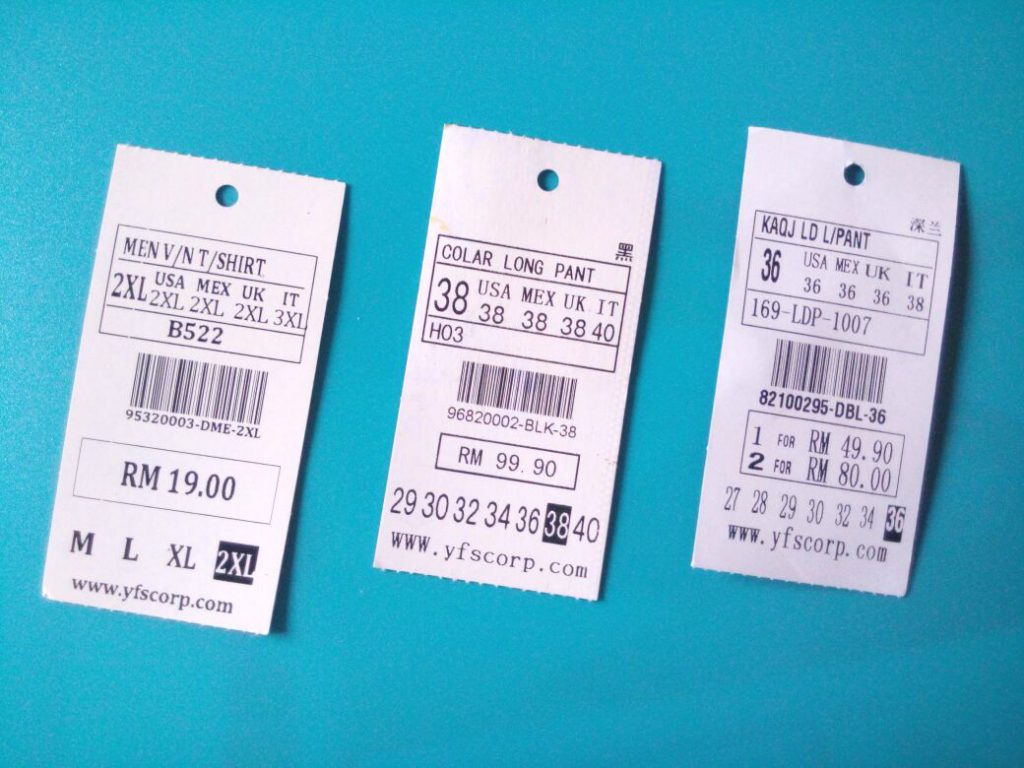 MEN V/N T/SHIRT
2XL USA MEX UK IT
2XL 2XL 2XL 3XL
B522
95320003-DME-2XL
RM 19.00
M L XL 2XL
www.yfscorp.com
黑
COLAR LONG PANT
38 USA MEX UK IT
38 38 38 40
HO3
96820002-BLK-38
RM 99.90
29 30 32 34 36 38 40
www.yfscorp.com
深兰
KAQJ LD L/PANT
36 USA MEX UK IT
36 36 36 38
169-LDP-1007
82100295-DBL-36
1 FOR RM 49.90
2 FOR RM 80.00
27 28 29 30 32 34 36
www.yfscorp.com